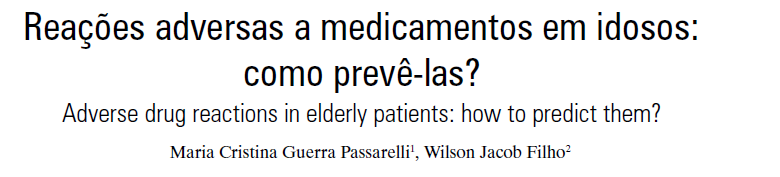 Reações adversas a medicamentos em idosos:
como prevê-las?
Adverse drug reactions in elderly patients: how to predict them?
Maria Cristina Guerra Passarelli¹, Wilson Jacob Filho²